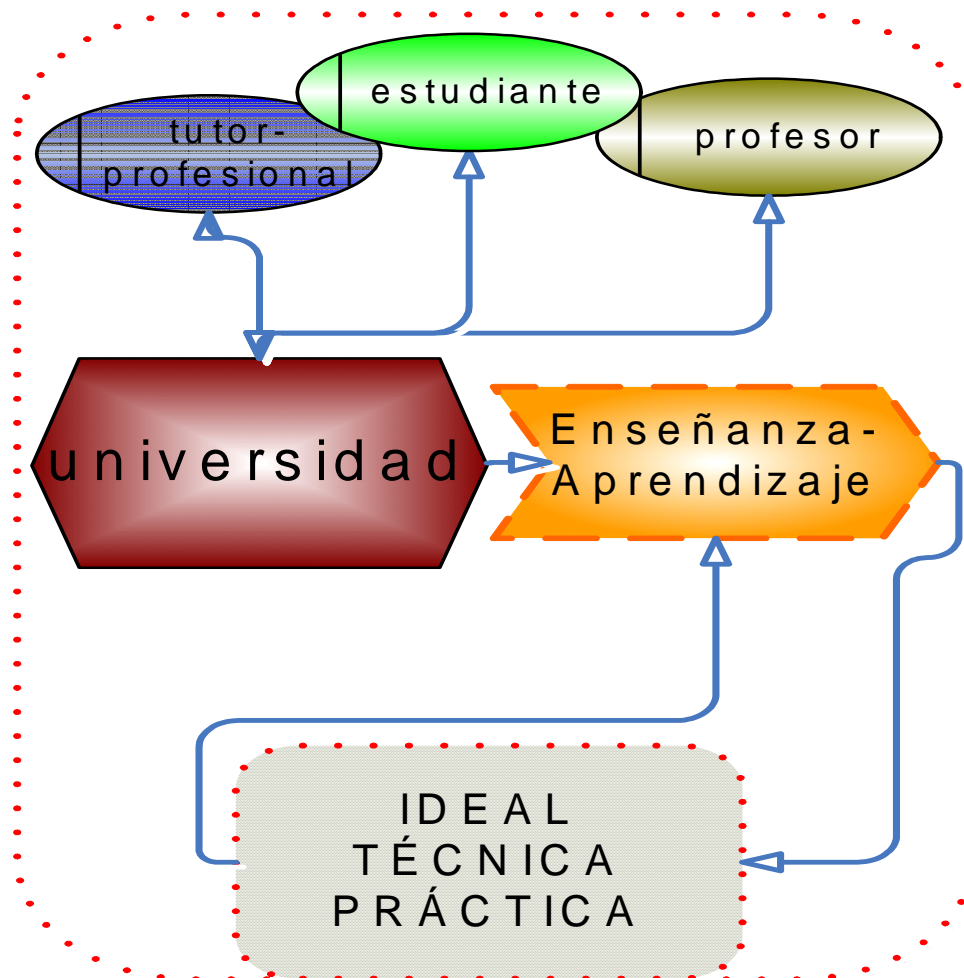 estudiante
tutor-
profesional
profesor
universidad
Enseñanza-
Aprendizaje
IDEAL
TÉCNICA
PRÁCTICA